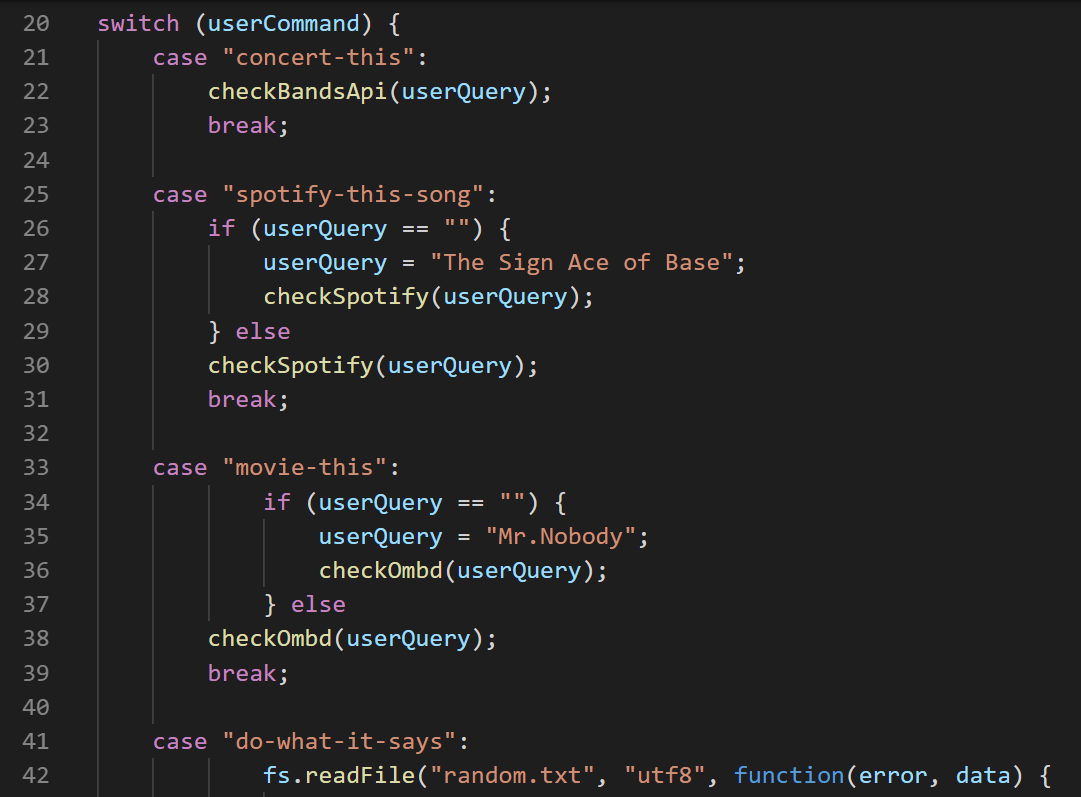 20 switch (userCommand) {
21 case "concert-this":
22 checkBandsApi(userQuery);
23 break;
24
25 case "spotify-this-song":
26 if (userQuery == "") {
27 userQuery = "The Sign Ace of Base";
28 checkSpotify(userQuery);
29 } else
30 checkSpotify(userQuery);
31 break;
32
33 case "movie-this":
34 if (userQuery == "") {
35 userQuery = "Mr.Nobody";
36 checkOmbd(userQuery);
37 } else
38 checkOmbd(userQuery);
39 break;
40
41 case "do-what-it-says":
42 fs.readFile("random.txt", "utf8", function(error, data) {